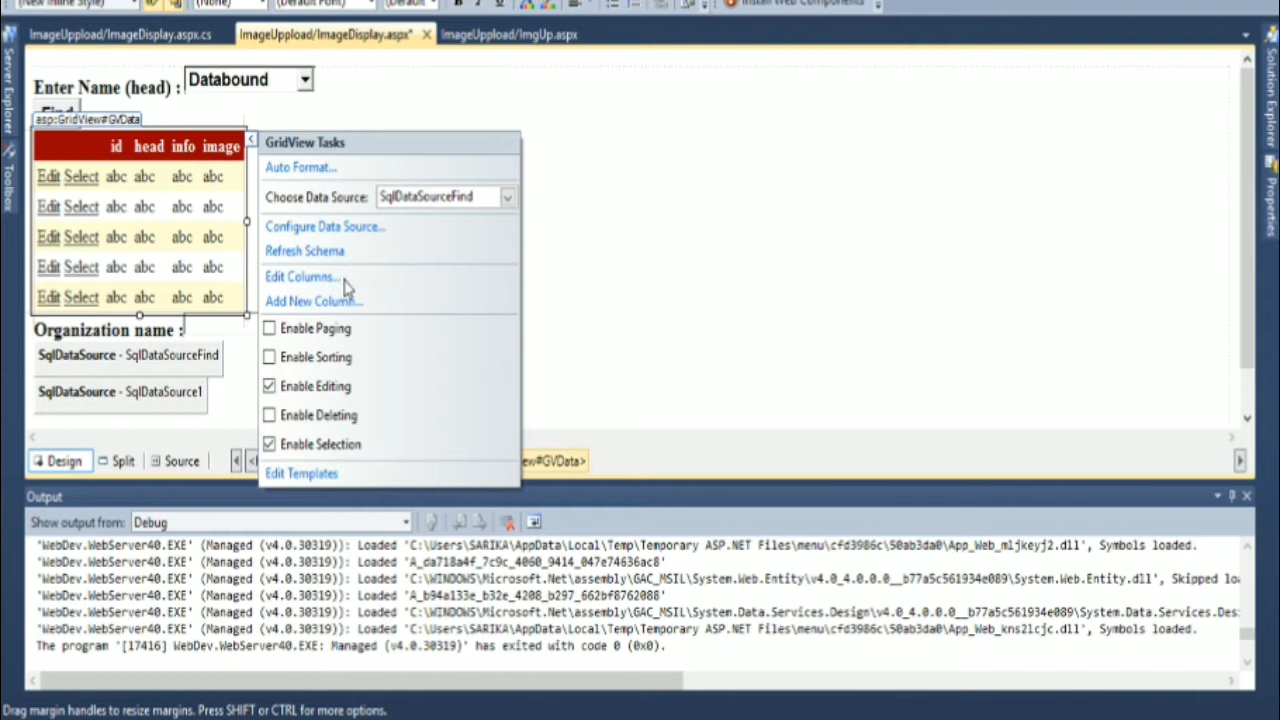 (New Inline Style) (None) (Default Font) (Default B I U A Install Web Components
ImageUppload/ImageDisplay.aspx.cs ImageUppload/ImageDisplay.aspx* ImageUppload/ImgUp.aspx
Server Explorer
Toolbox
Solution Explorer
Properties
Enter Name (head) : Databound
Find
asp:GridView#GVData
id head info image
Edit Select abc abc abc abc
Edit Select abc abc abc abc
Edit Select abc abc abc abc
Edit Select abc abc abc abc
Edit Select abc abc abc abc
Organization name :
SqlDataSource - SqlDataSourceFind
SqlDataSource - SqlDataSource1
GridView Tasks
Auto Format...
Choose Data Source: SqlDataSourceFind
Configure Data Source...
Refresh Schema
Edit Columns...
Add New Column...
Enable Paging
Enable Sorting
Enable Editing
Enable Deleting
Enable Selection
Edit Templates
Design Split Source ew#GVData>
Output
Show output from: Debug
'WebDev.WebServer40.EXE' (Managed (v4.0.30319)): Loaded 'C:\Users\SARIKA\AppData\Local\Temp\Temporary ASP.NET Files\menu\cfd3986c\50ab3da0\App_Web_mljkeyj2.dll', Symbols loaded.
'WebDev.WebServer40.EXE' (Managed (v4.0.30319)): Loaded 'A_da718a4f_7c9c_4060_9414_047e74636ac8'
'WebDev.WebServer40.EXE' (Managed (v4.0.30319)): Loaded 'C:\WINDOWS\Microsoft.Net\assembly\GAC_MSIL\System.Web.Entity\v4.0_4.0.0.0__b77a5c561934e089\System.Web.Entity.dll', Skipped loa
'WebDev.WebServer40.EXE' (Managed (v4.0.30319)): Loaded 'A_b94a133e_b32e_4208_b297_662bf8762088'
'WebDev.WebServer40.EXE' (Managed (v4.0.30319)): Loaded 'C:\WINDOWS\Microsoft.Net\assembly\GAC_MSIL\System.Data.Services.Design\v4.0_4.0.0.0__b77a5c561934e089\System.Data.Services.Des
'WebDev.WebServer40.EXE' (Managed (v4.0.30319)): Loaded 'C:\Users\SARIKA\AppData\Local\Temp\Temporary ASP.NET Files\menu\cfd3986c\50ab3da0\App_Web_kns2lcjc.dll', Symbols loaded.
The program '[17416] WebDev.WebServer40.EXE: Managed (v4.0.30319)' has exited with code 0 (0x0).
Drag margin handles to resize margins. Press SHIFT or CTRL for more options.